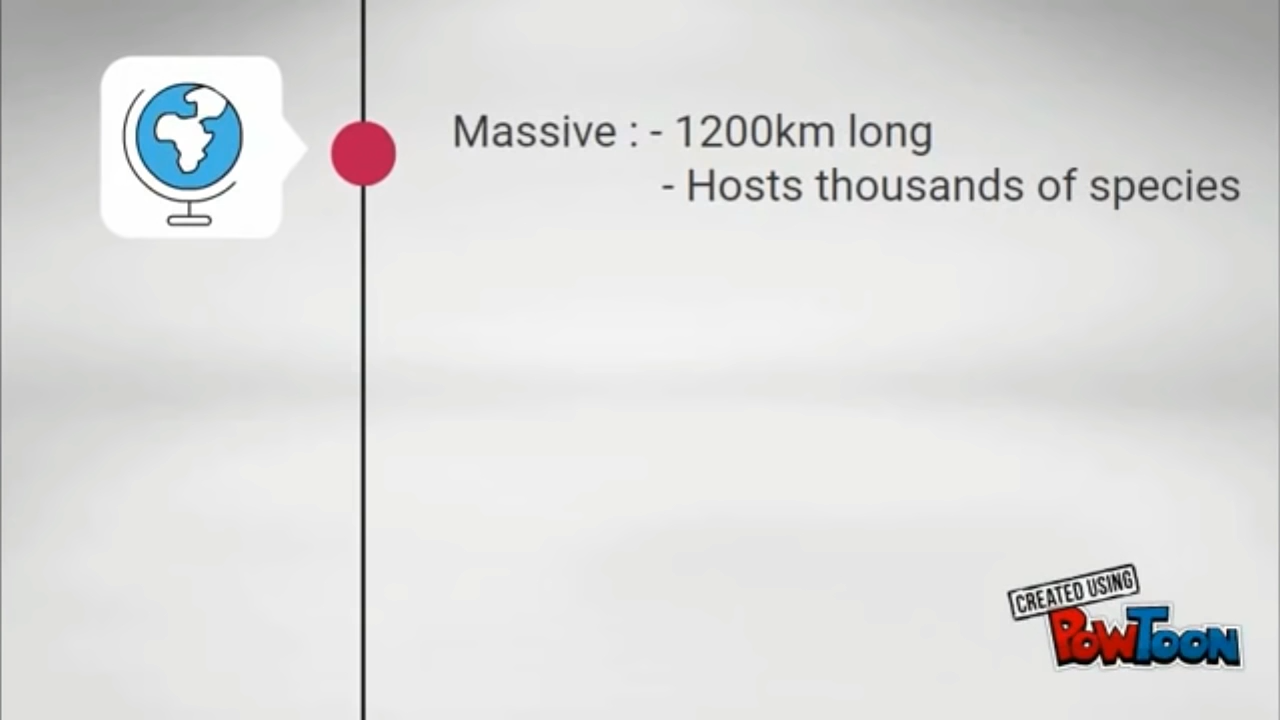 Massive : - 1200km long
- Hosts thousands of species
CREATED USING
POWTOON